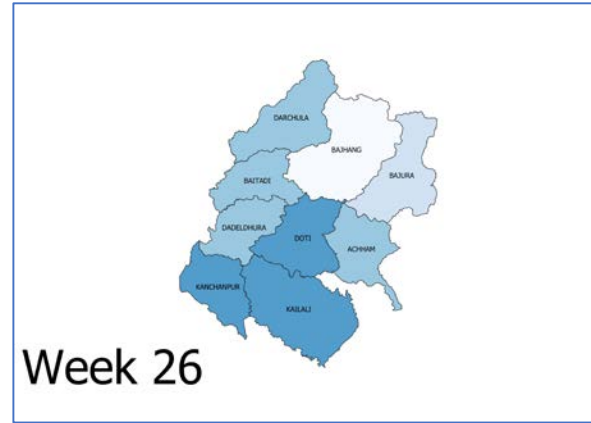 DARCHULA
BAJHANG
BAJURA
BAITADI
DADELDHURA
DOTI
ACHHAM
KANCHANPUR
KAILALI
Week 26